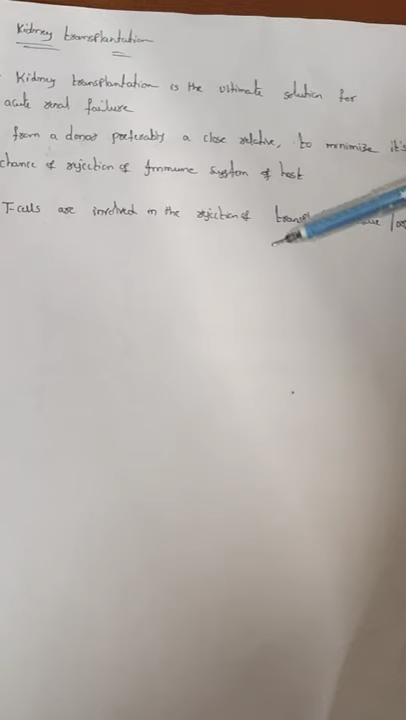 Kidney transplantation
Kidney transplantation is the ultimate solution for
acute renal failure
from a donor preferably a close relative, to minimize it's
chance of rejection of Immune System of host
T-cells are involved in the rejection of